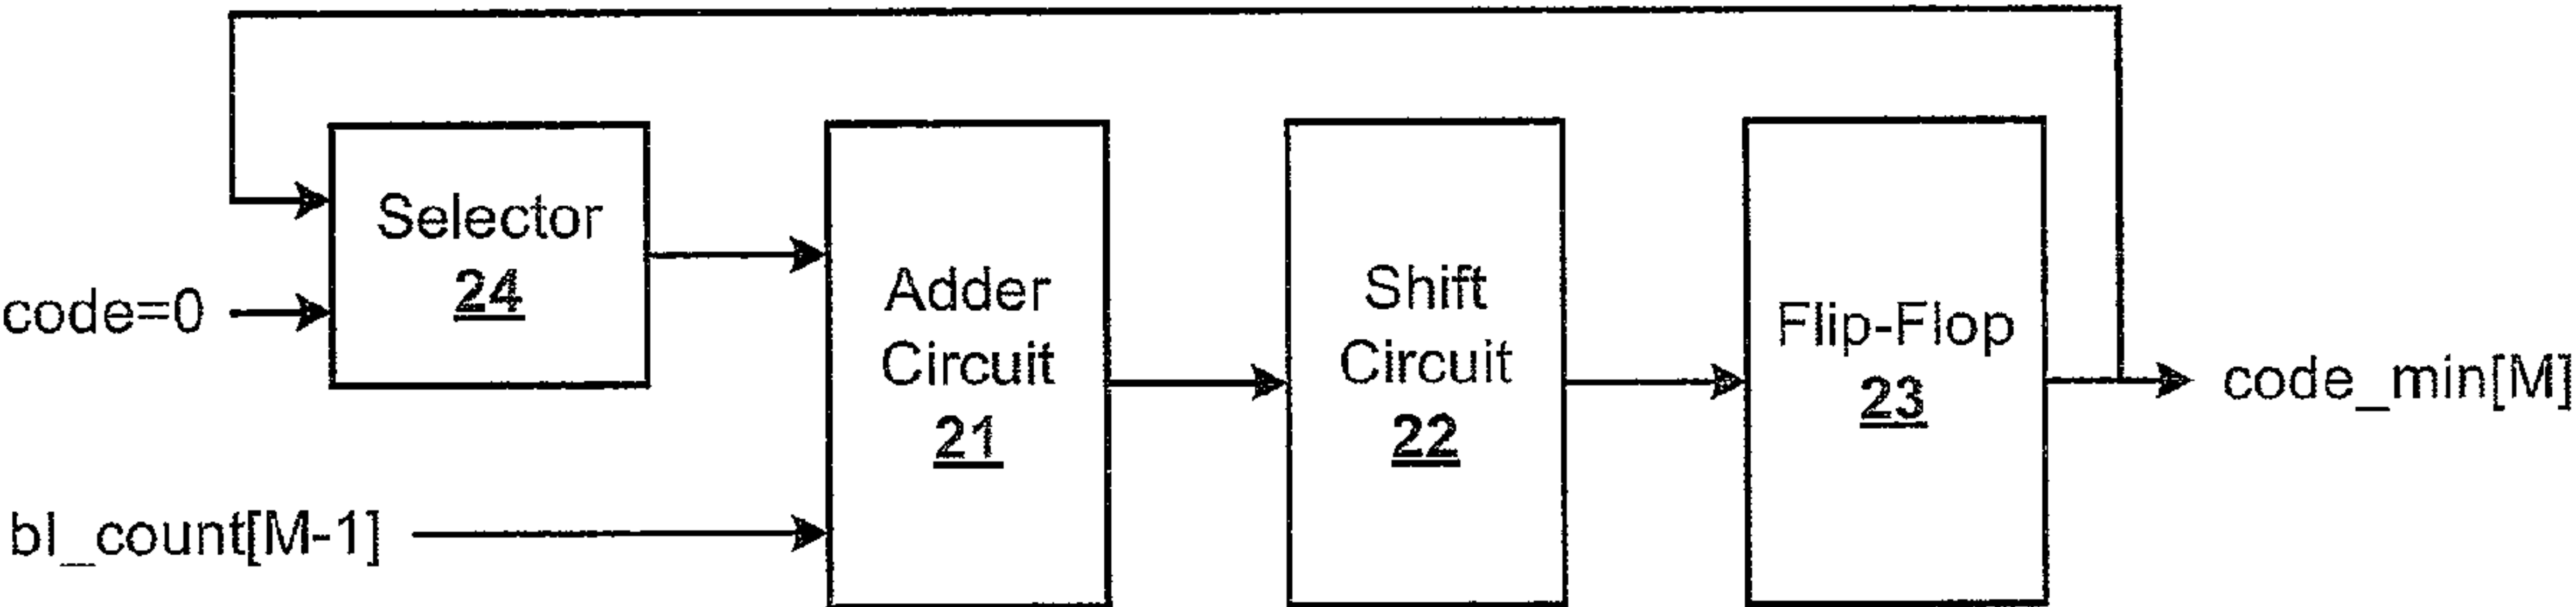 Selector
24
code=0
Adder
Circuit
21
bl_count[M-1]
Shift
Circuit
22
Flip-Flop
23
code_min[M]